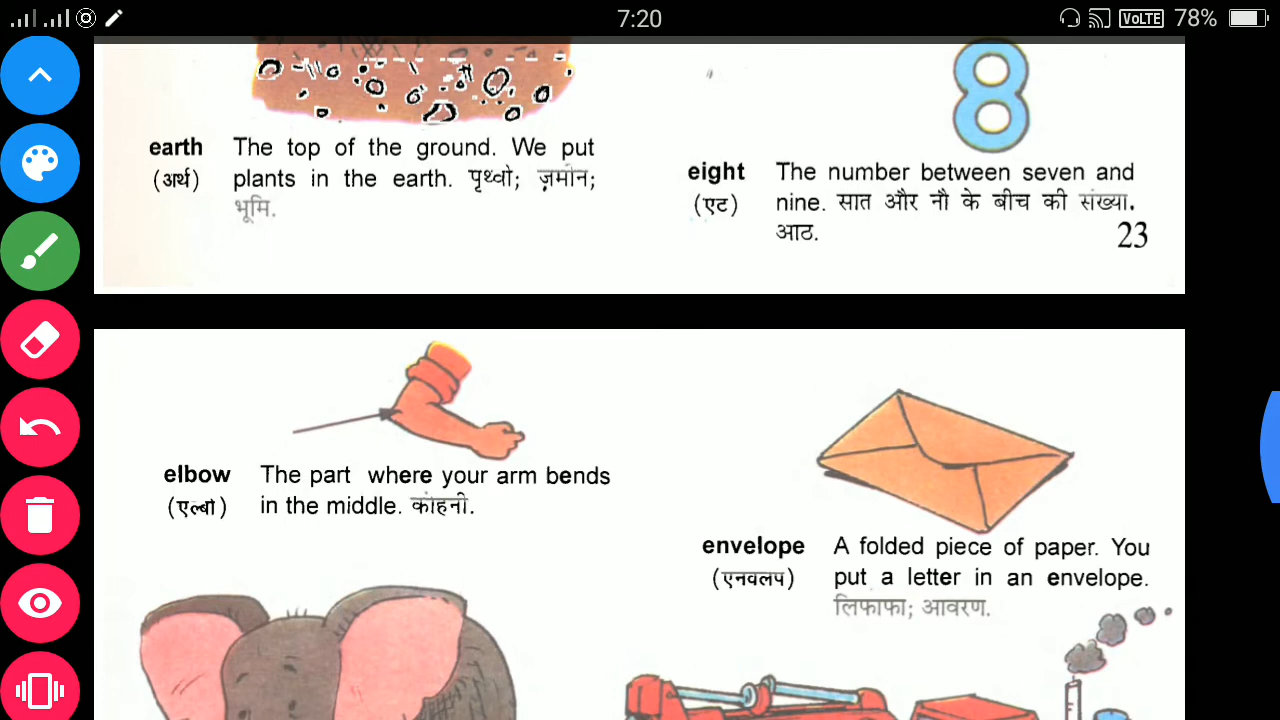 7:20
VoLTE
78%
8
earth The top of the ground. We put
(अर्थ) plants in the earth. पृथ्वी; ज़मीन;
भूमि.
eight The number between seven and
(एट) nine. सात और नौ के बीच की संख्या.
आठ.
23
elbow The part where your arm bends
(एल्बो) in the middle. कोहनी.
envelope A folded piece of paper. You
(एनवलप) put a letter in an envelope.
लिफाफा; आवरण.